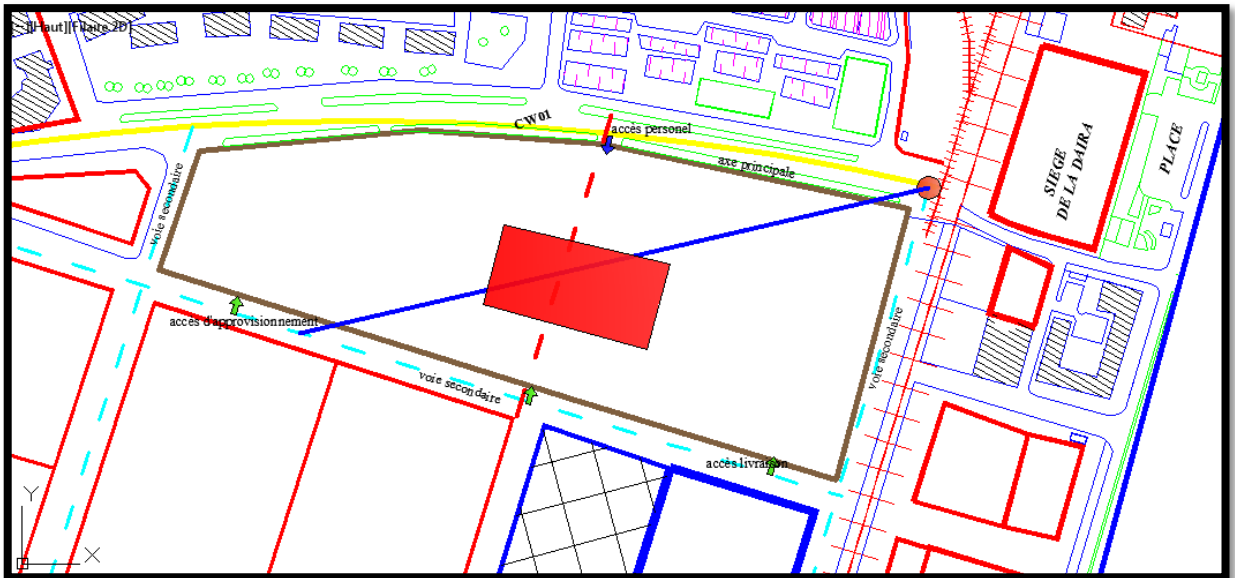 [-][Haut][Filaire 2D]
CW01
accès personel
axe principale
SIEGE
DE LA DAIRA
PLACE
voie secondaire
accès d'approvisionnement
voie secondaire
voie secondaire
accès livraison
Y
X